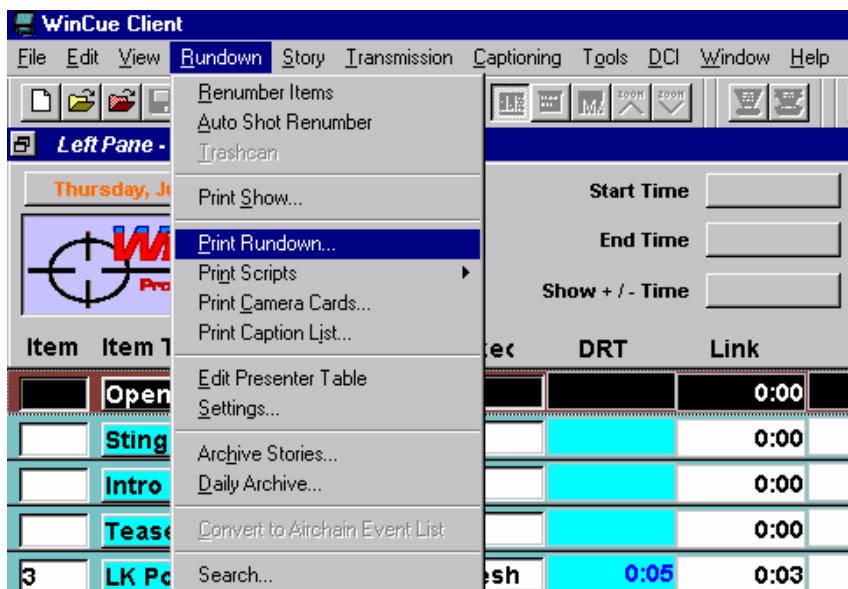 WinCue Client
File Edit View Rundown Story Transmission Captioning Tools DCI Window Help
Left Pane -
Thursday,
Renumber Items
Auto Shot Renumber
Trashcan
Print Show...
Print Rundown...
Print Scripts
Print Camera Cards...
Print Caption List...
Edit Presenter Table
Settings...
Archive Stories...
Daily Archive...
Convert to Airchain Event List
Search...
ZOOM ZOOM
Start Time
End Time
Show + / - Time
Item Item DRT Link
Open 0:00
Sting 0:00
Intro 0:00
Tease 0:00
3 LK 0:05 0:03